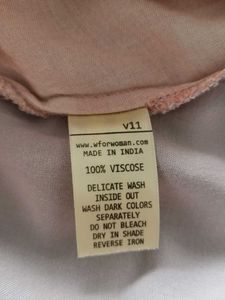 v11
www.wforwoman.com
MADE IN INDIA
100% VISCOSE
DELICATE WASH
INSIDE OUT
WASH DARK COLORS
SEPARATELY
DO NOT BLEACH
DRY IN SHADE
REVERSE IRON